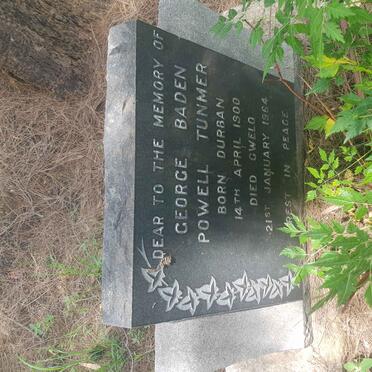 DEAR TO THE MEMORY OF
GEORGE BADEN
POWELL TUNMER
BORN DURBAN
14TH APRIL 1900
DIED GWELO
21ST JANUARY 1964
REST IN PEACE